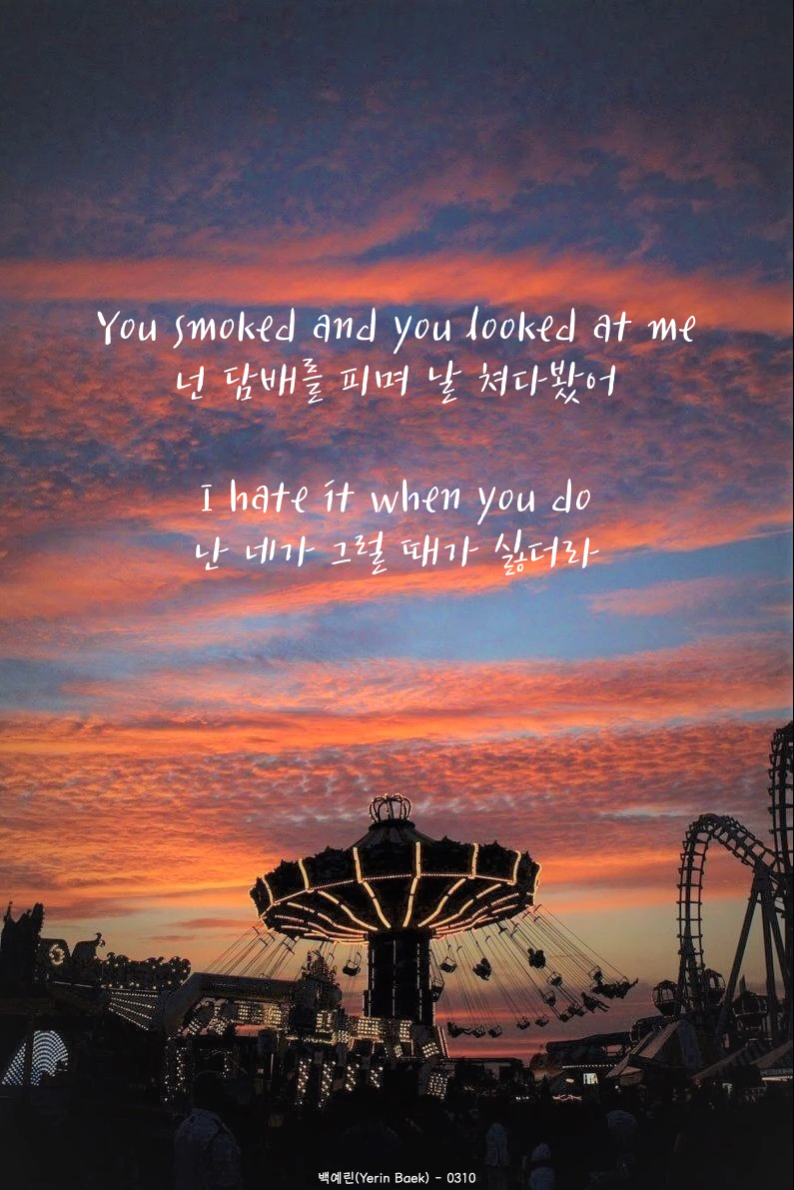 You smoked and you looked at me
넌 담배를 피며 날 쳐다봤어
I hate it when you do
난 네가 그럴 때가 싫더라
백예린(Yerin Baek) - 0310